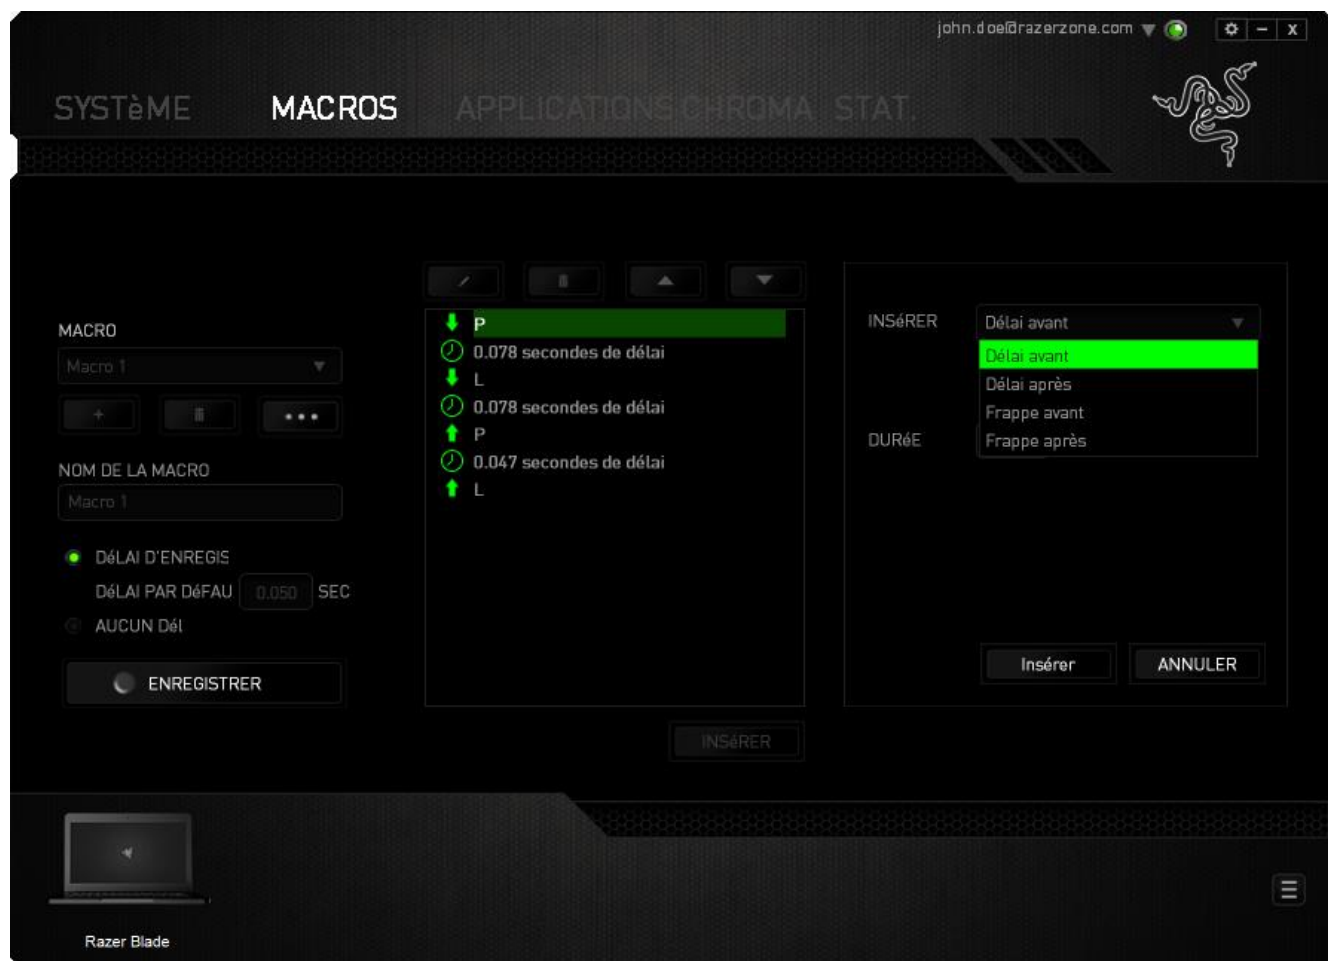 john.doe@razerzone.com
SYSTèME MACROS APPLICATIONS CHROMA STAT.
MACRO
Macro 1
NOM DE LA MACRO
Macro 1
DéLAI D'ENREGIS
DéLAI PAR DéFAU 0.050 SEC
AUCUN Dél
ENREGISTRER
P
0.078 secondes de délai
L
0.078 secondes de délai
P
0.047 secondes de délai
L
INSéRER
INSéRER Délai avant
Délai avant
Délai après
Frappe avant
Frappe après
DURéE
Insérer ANNULER
Razer Blade